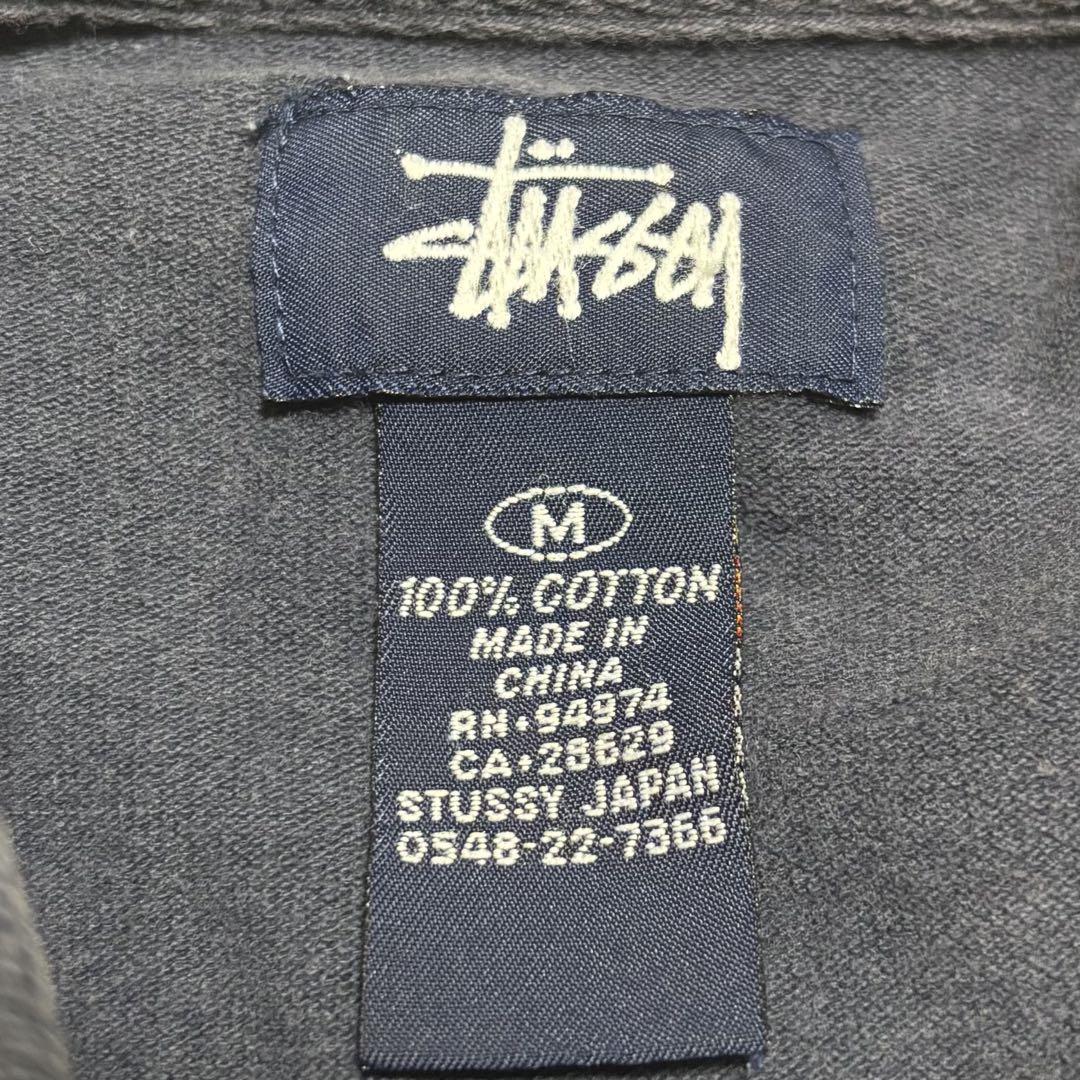 STÜSSY
M
100% COTTON
MADE IN
CHINA
RN•94974
CA•28629
STUSSY JAPAN
0548-22-7366